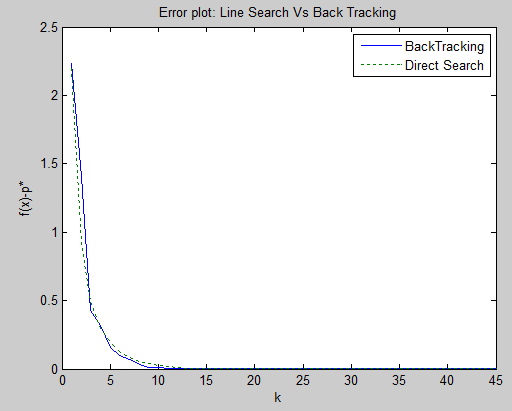 Error plot: Line Search Vs Back Tracking
BackTracking
Direct Search
f(x)-p*
2.5
2
1.5
1
0.5
0
0 5 10 15 20 25 30 35 40 45
k